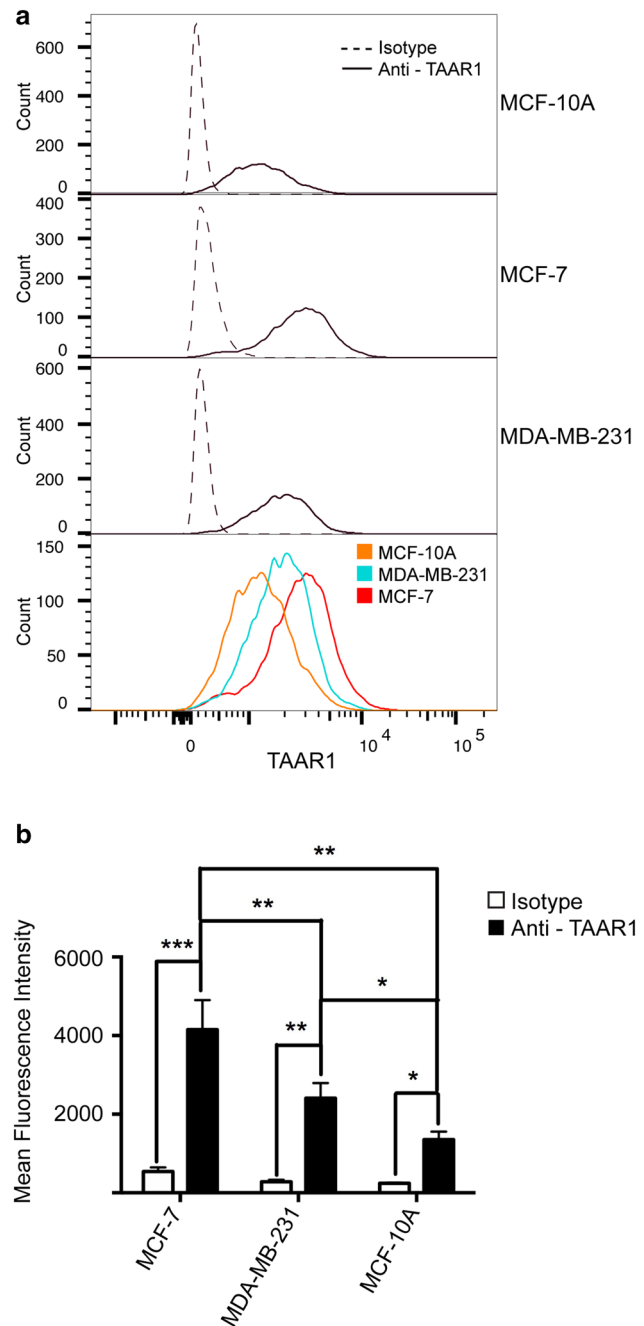 a
Isotype
Anti - TAAR1
600
400
200
0
Count
MCF-10A
400
300
200
100
0
Count
MCF-7
600
400
200
0
Count
MDA-MB-231
MCF-10A
MDA-MB-231
MCF-7
150
100
50
0
Count
0
10 4
10 5
TAAR1
b
**
**
***
*
**
*
Isotype
Anti - TAAR1
6000
4000
2000
Mean Fluorescence Intensity
MCF-7
MDA-MB-231
MCF-10A